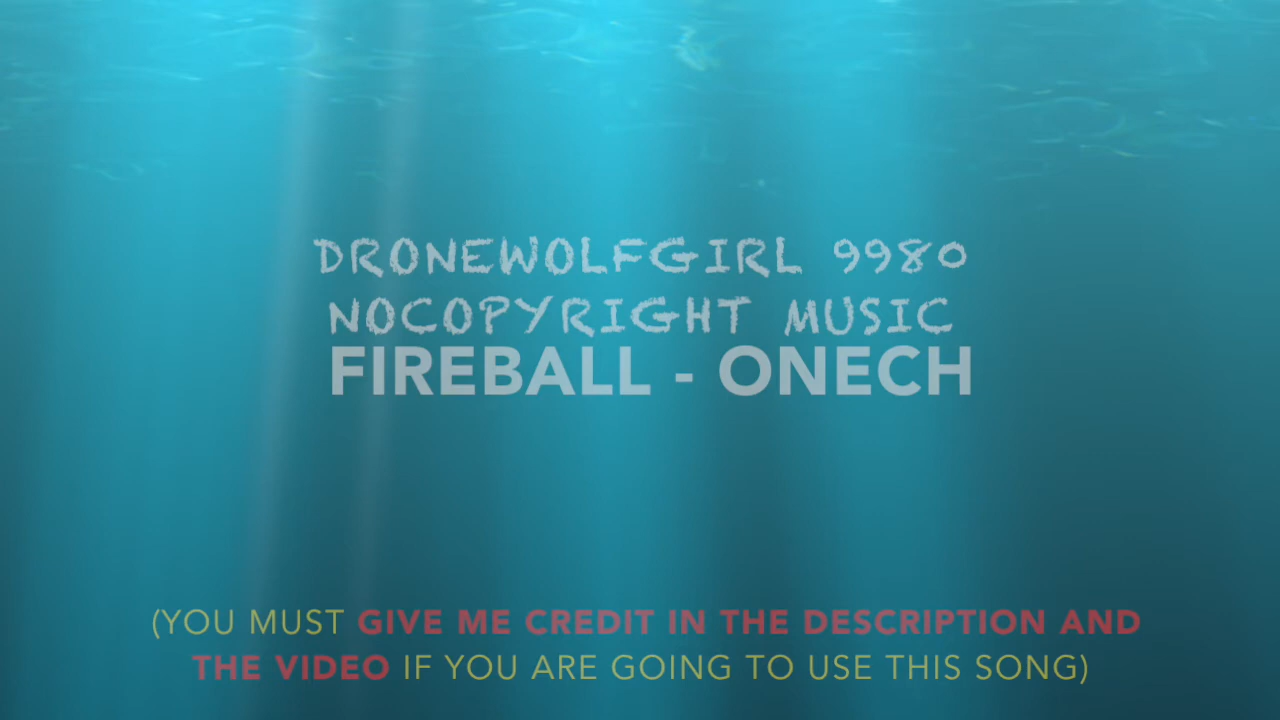 DRONEWOLFGIRL 9980
NOCOPYRIGHT MUSIC
FIREBALL - ONECH
(YOU MUST GIVE ME CREDIT IN THE DESCRIPTION AND
THE VIDEO IF YOU ARE GOING TO USE THIS SONG)